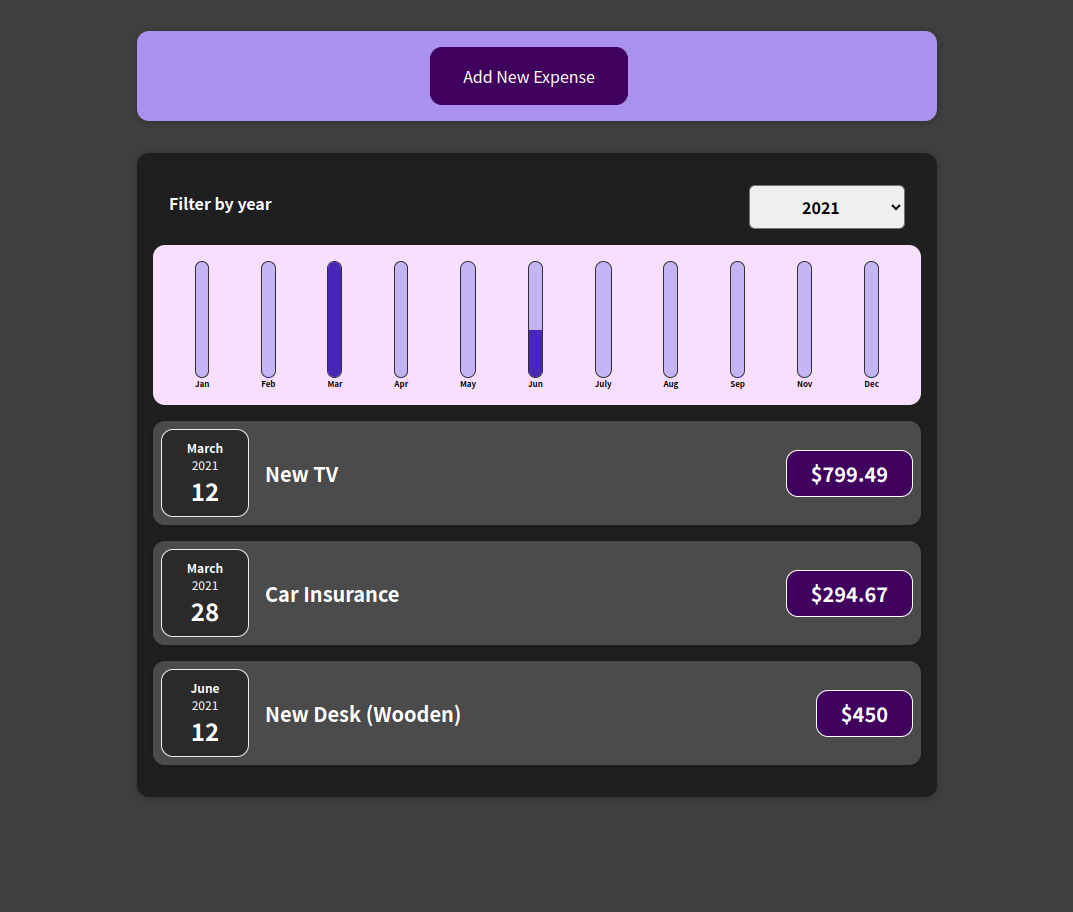 Add New Expense
Filter by year
2021
Jan Feb Mar Apr May Jun July Aug Sep Nov Dec
March
2021
12
New TV
$799.49
March
2021
28
Car Insurance
$294.67
June
2021
12
New Desk (Wooden)
$450